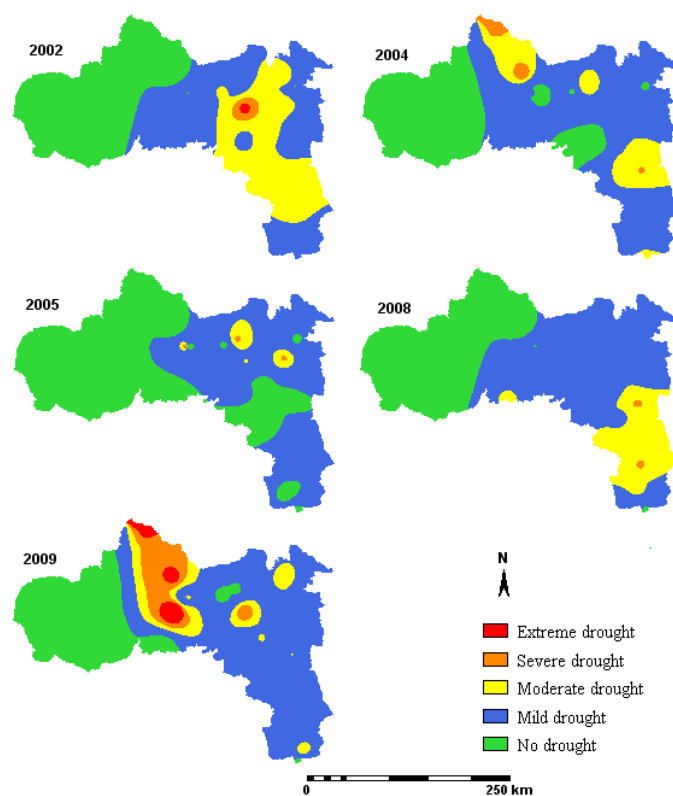 2002
2004
2005
2008
2009
N
Extreme drought
Severe drought
Moderate drought
Mild drought
No drought
0 250 km